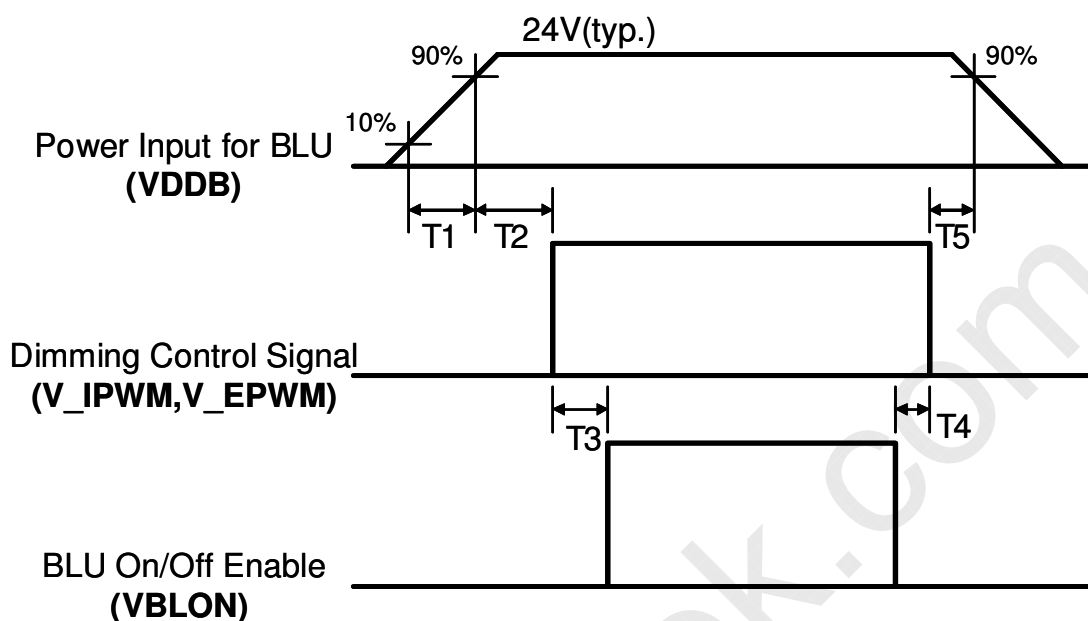 24V(typ.)
90%
90%
10%
Power Input for BLU
(VDDB)
T1
T2
T5
Dimming Control Signal
(V_IPWM,V_EPWM)
T3
T4
BLU On/Off Enable
(VBLON)
k.com